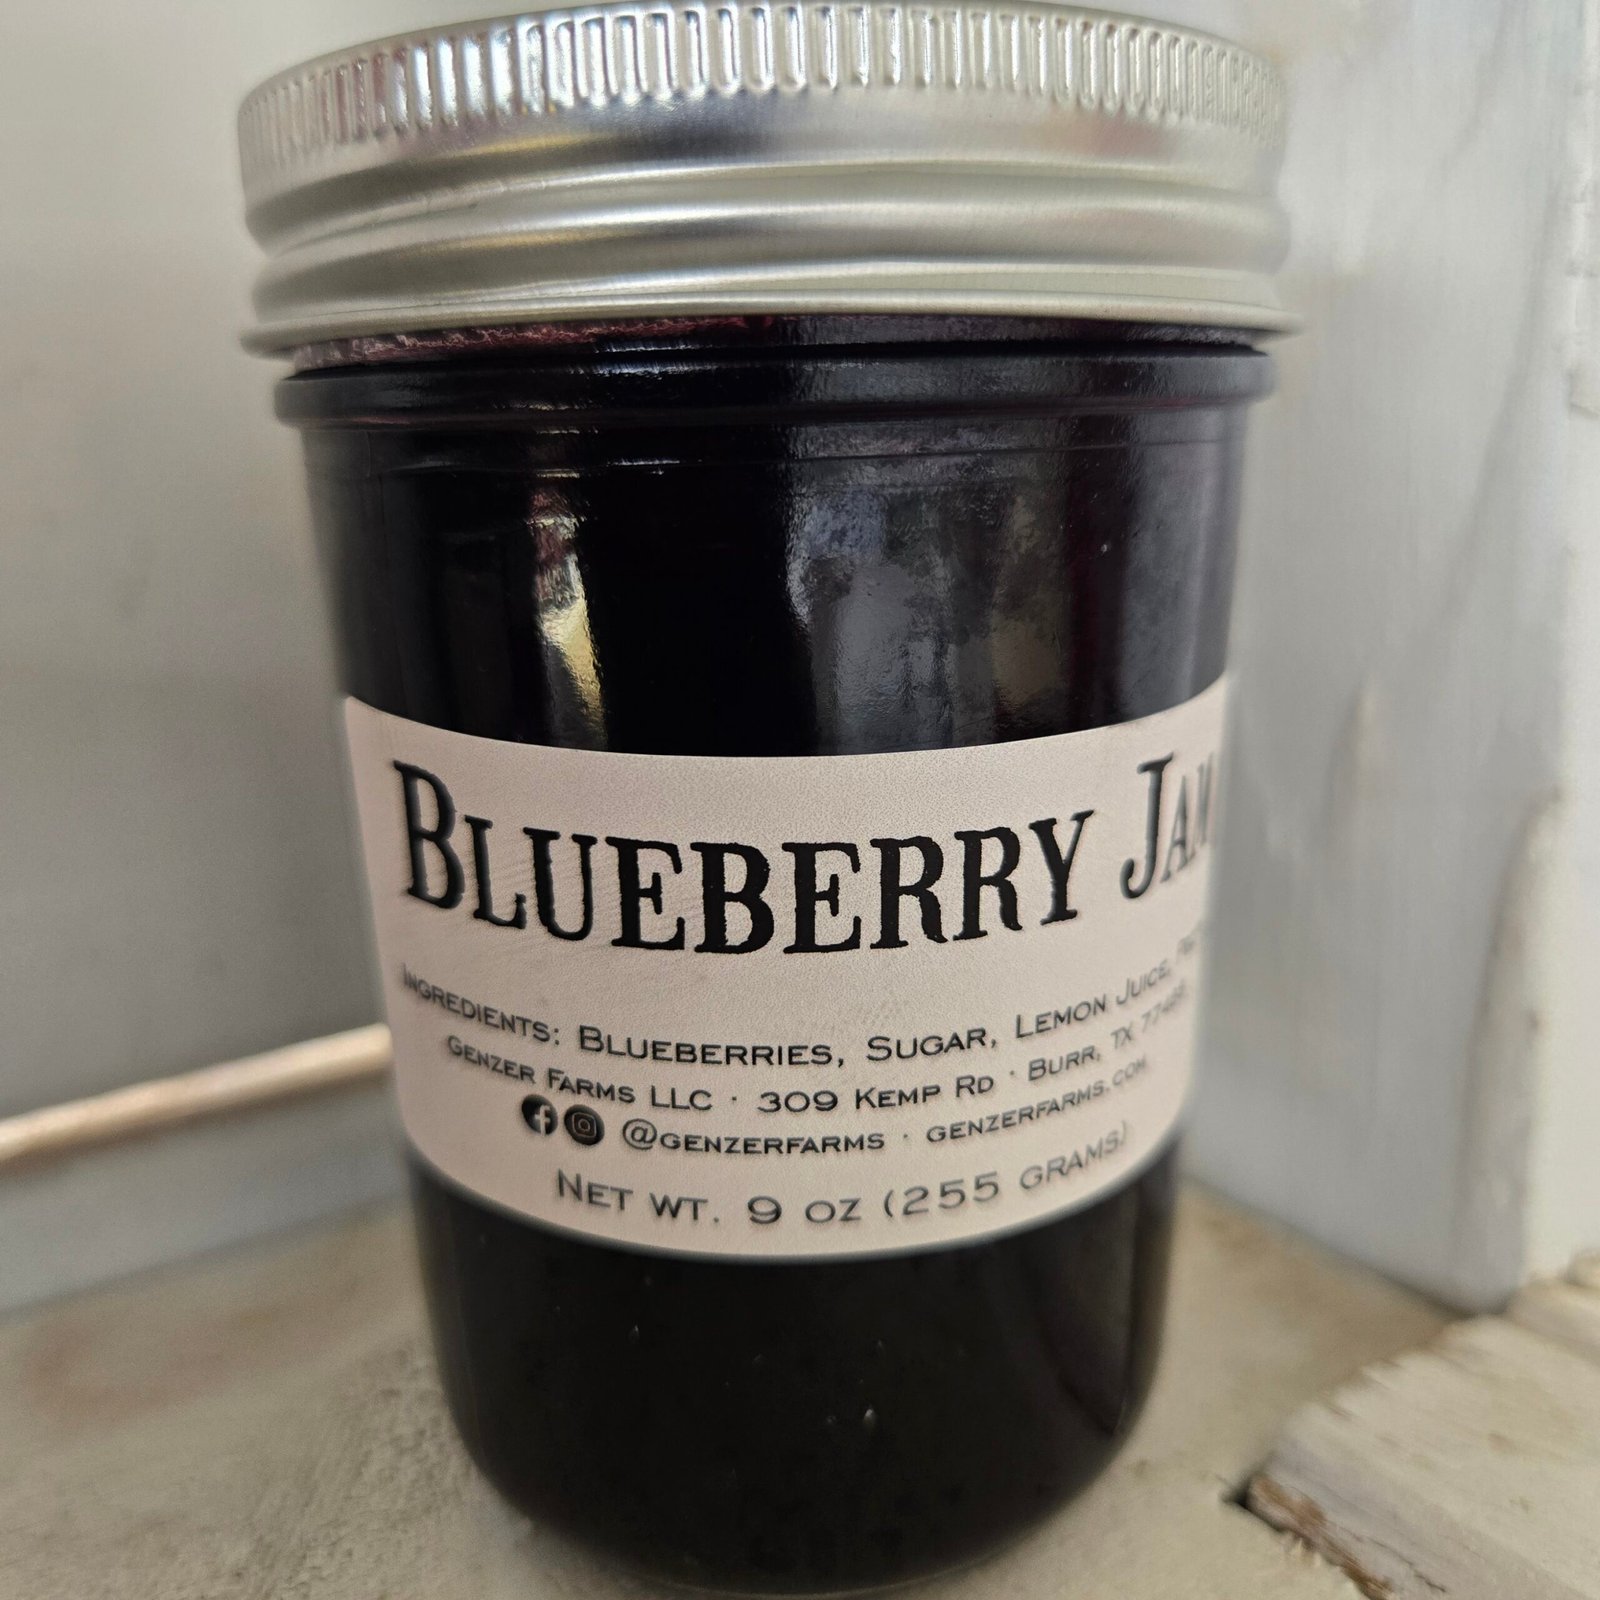 Blueberry Jam
Ingredients: Blueberries, Sugar, Lemon Juice,
Genzer Farms LLC · 309 Kemp Rd · Burr, TX
@genzerfarms · genzerfarms.com
Net wt. 9 oz (255 grams)